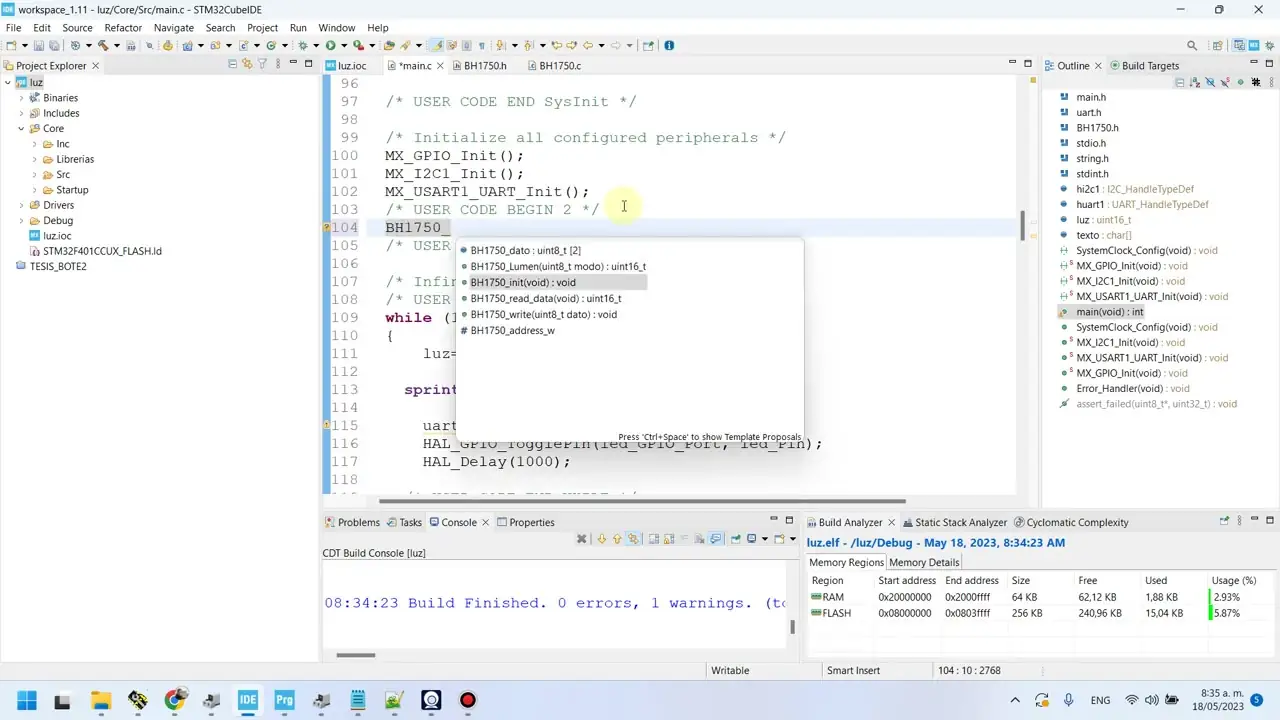 workspace_1.11 - luz/Core/Src/main.c - STM32CubeIDE
File Edit Source Refactor Navigate Search Project Run Window Help
Project Explorer
luz
Binaries
Includes
Core
Inc
Librerias
Src
Startup
Drivers
Debug
luz.ioc
STM32F401CCUX_FLASH.ld
TESIS_BOTE2
luz.ioc *main.c BH1750.h BH1750.c
96
97 /* USER CODE END SysInit */
98
99 /* Initialize all configured peripherals */
100 MX_GPIO_Init();
101 MX_I2C1_Init();
102 MX_USART1_UART_Init();
103 /* USER CODE BEGIN 2 */
104 BH1750_
105 /* USER
106
107 /* Infin
108 /* USER
109 while (1
110 {
111 luz=
112
113 sprint
114
115 uart
116 HAL_GPIO_TogglePin(led_GPIO_Port, led_Pin);
117 HAL_Delay(1000);
118
BH1750_dato : uint8_t [2]
BH1750_Lumen(uint8_t modo) : uint16_t
BH1750_init(void) : void
BH1750_read_data(void) : uint16_t
BH1750_write(uint8_t dato) : void
BH1750_address_w
Press 'Ctrl+Space' to show Template Proposals
Outline Build Targets
main.h
uart.h
BH1750.h
stdio.h
string.h
stdint.h
hi2c1 : I2C_HandleTypeDef
huart1 : UART_HandleTypeDef
luz : uint16_t
texto : char[]
SystemClock_Config(void) : void
MX_GPIO_Init(void) : void
MX_I2C1_Init(void) : void
MX_USART1_UART_Init(void) : void
main(void) : int
SystemClock_Config(void) : void
MX_I2C1_Init(void) : void
MX_USART1_UART_Init(void) : void
MX_GPIO_Init(void) : void
Error_Handler(void) : void
assert_failed(uint8_t*, uint32_t) : void
Problems Tasks Console Properties
CDT Build Console [luz]
08:34:23 Build Finished. 0 errors, 1 warnings. (to
Build Analyzer Static Stack Analyzer Cyclomatic Complexity
luz.elf - /luz/Debug - May 18, 2023, 8:34:23 AM
Memory Regions Memory Details
Region Start address End address Size Free Used Usage (%)
RAM 0x20000000 0x2000ffff 64 KB 62,12 KB 1,88 KB 2.93%
FLASH 0x08000000 0x0803ffff 256 KB 240,96 KB 15,04 KB 5.87%
Writable Smart Insert 104 : 10 : 2768
IDE Prg ENG 8:35 a. m.
18/05/2023 5